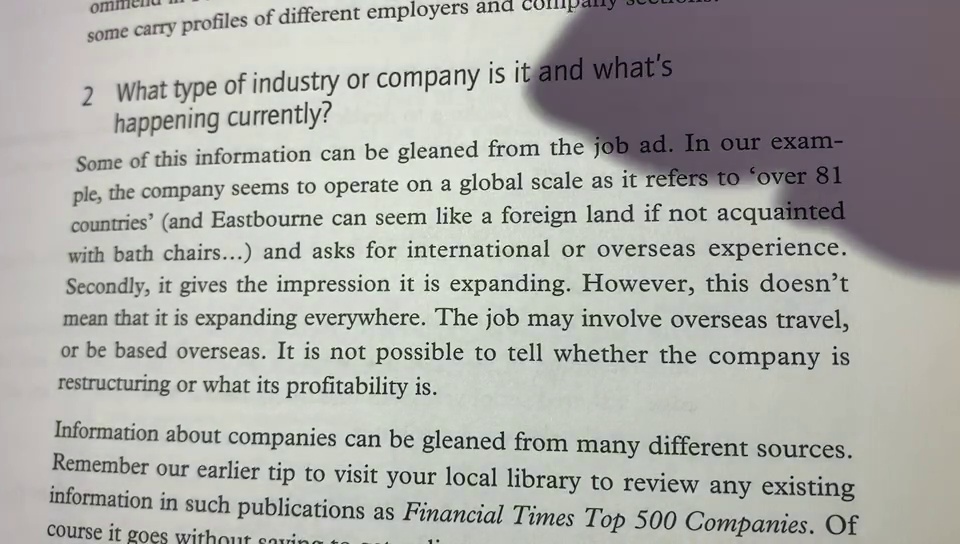 some carry profiles of different employers and company sections.
2 What type of industry or company is it and what's
happening currently?
Some of this information can be gleaned from the job ad. In our exam-
ple, the company seems to operate on a global scale as it refers to ‘over 81
countries’ (and Eastbourne can seem like a foreign land if not acquainted
with bath chairs...) and asks for international or overseas experience.
Secondly, it gives the impression it is expanding. However, this doesn’t
mean that it is expanding everywhere. The job may involve overseas travel,
or be based overseas. It is not possible to tell whether the company is
restructuring or what its profitability is.
Information about companies can be gleaned from many different sources.
Remember our earlier tip to visit your local library to review any existing
information in such publications as Financial Times Top 500 Companies. Of
course it goes without saying to